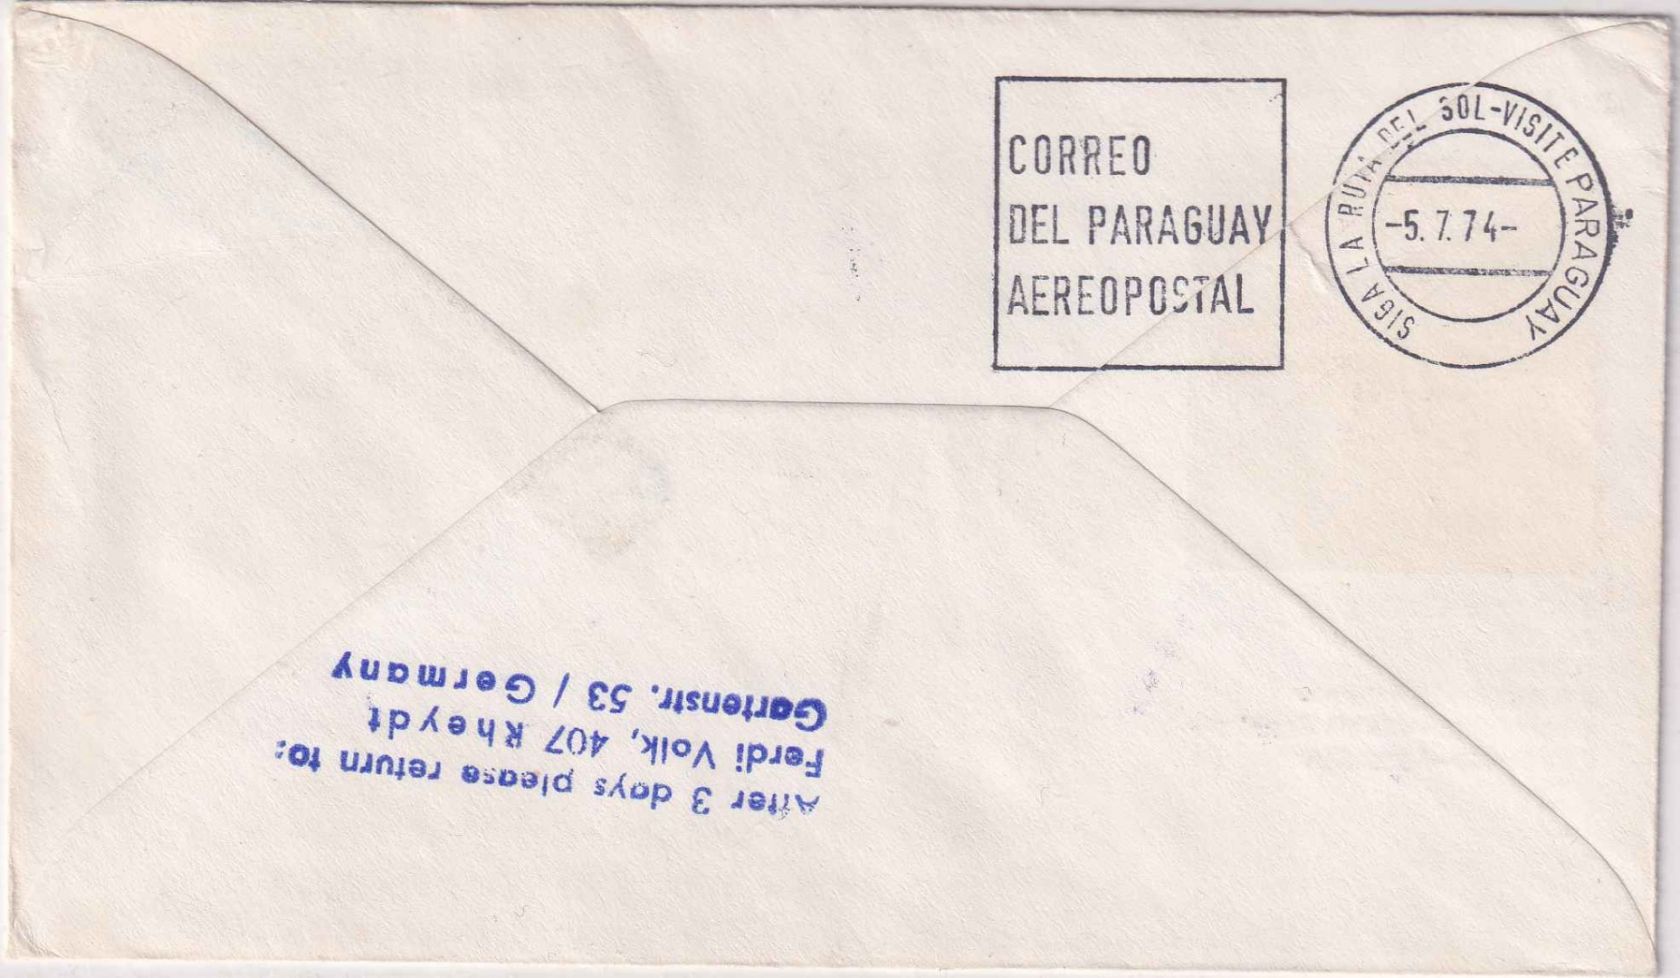 CORREO
DEL PARAGUAY
AEREOPOSTAL
SIGA LA RUTA DEL SOL-VISITE PARAGUAY
-5.7.74-
After 3 days please return to:
Ferdi Volk, 407 Rheydt
Gartenstr. 53 / Germany